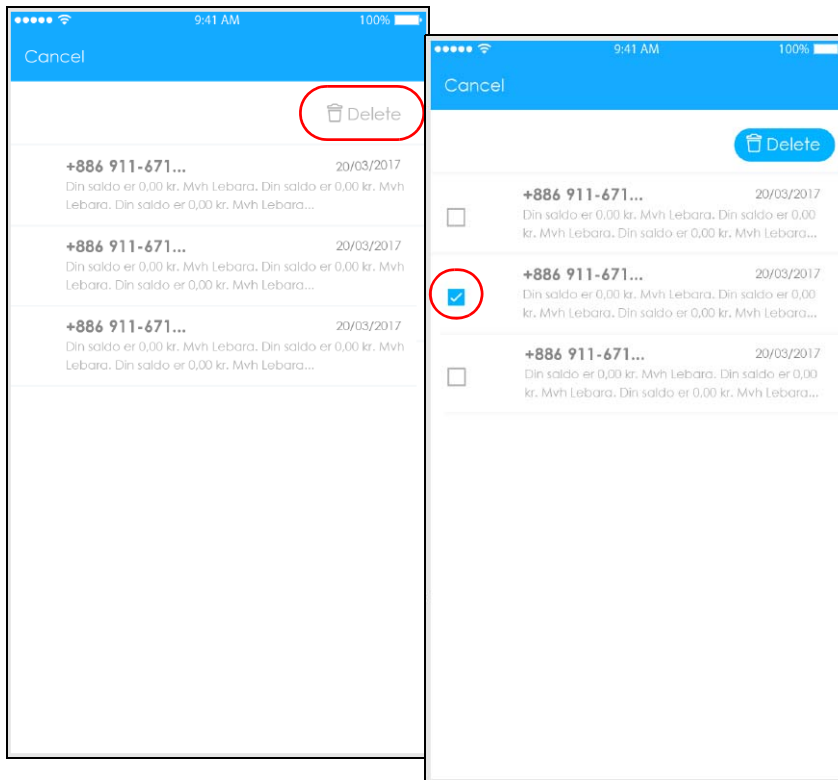 9:41 AM 100%
Cancel
Delete
+886 911-671... 20/03/2017
Din saldo er 0,00 kr. Mvh Lebara. Din saldo er 0,00 kr. Mvh
Lebara. Din saldo er 0,00 kr. Mvh Lebara...
+886 911-671... 20/03/2017
Din saldo er 0,00 kr. Mvh Lebara. Din saldo er 0,00 kr. Mvh
Lebara. Din saldo er 0,00 kr. Mvh Lebara...
+886 911-671... 20/03/2017
Din saldo er 0,00 kr. Mvh Lebara. Din saldo er 0,00 kr. Mvh
Lebara. Din saldo er 0,00 kr. Mvh Lebara...
9:41 AM 100%
Cancel
Delete
+886 911-671... 20/03/2017
Din saldo er 0,00 kr. Mvh Lebara. Din saldo er 0,00
kr. Mvh Lebara. Din saldo er 0,00 kr. Mvh Lebara...
+886 911-671... 20/03/2017
Din saldo er 0,00 kr. Mvh Lebara. Din saldo er 0,00
kr. Mvh Lebara. Din saldo er 0,00 kr. Mvh Lebara...
+886 911-671... 20/03/2017
Din saldo er 0,00 kr. Mvh Lebara. Din saldo er 0,00
kr. Mvh Lebara. Din saldo er 0,00 kr. Mvh Lebara...